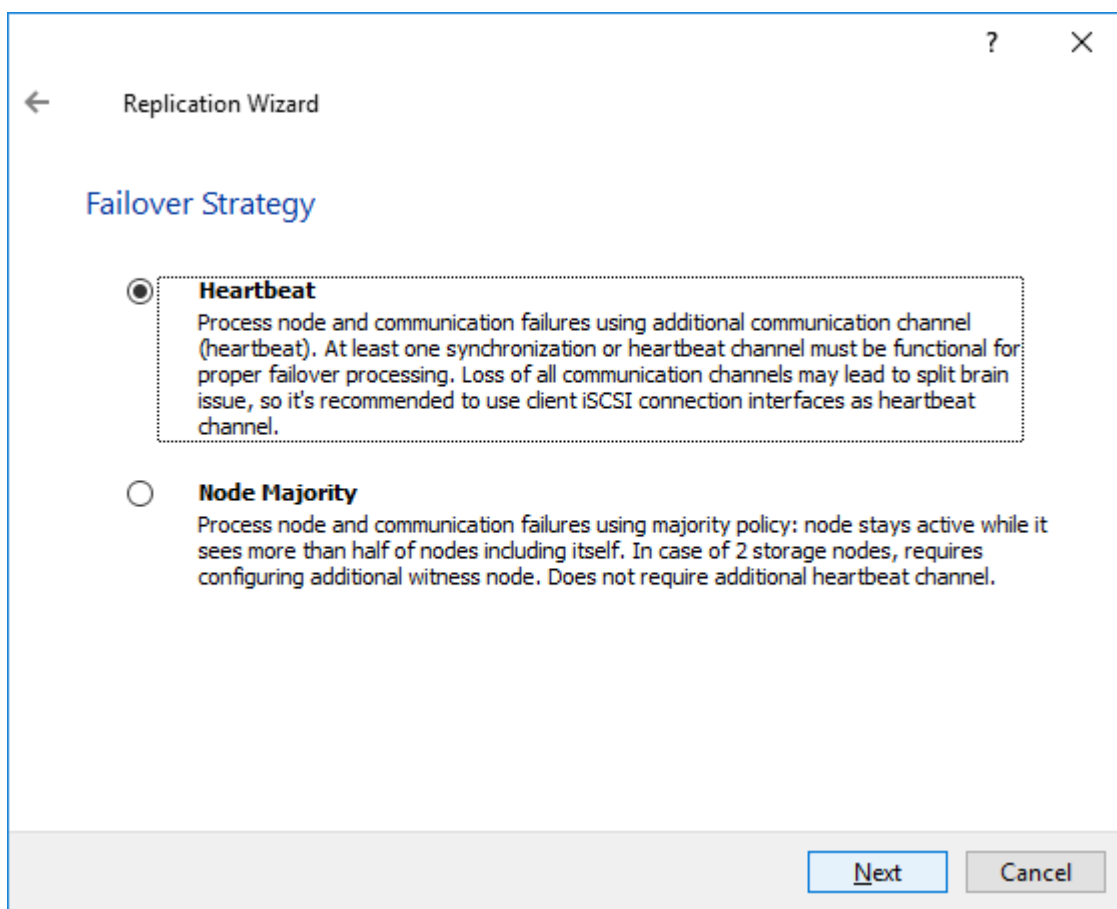 ?
Replication Wizard
Failover Strategy
Heartbeat
Process node and communication failures using additional communication channel
(heartbeat). At least one synchronization or heartbeat channel must be functional for
proper failover processing. Loss of all communication channels may lead to split brain
issue, so it's recommended to use client iSCSI connection interfaces as heartbeat
channel.
Node Majority
Process node and communication failures using majority policy: node stays active while it
sees more than half of nodes including itself. In case of 2 storage nodes, requires
configuring additional witness node. Does not require additional heartbeat channel.
Next Cancel